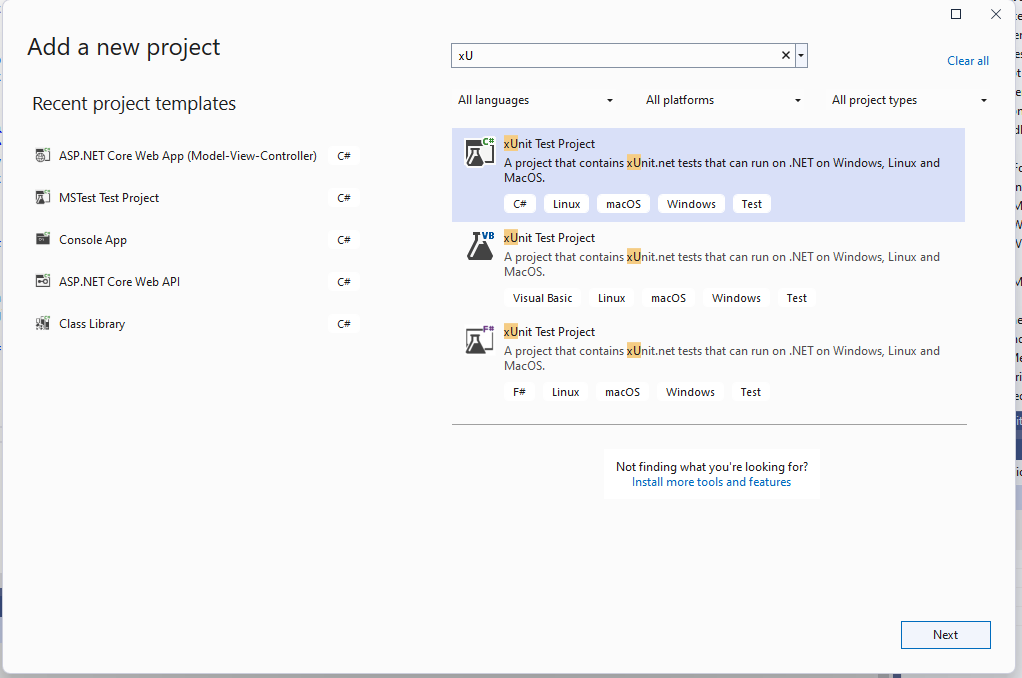 Add a new project
xU
Clear all
Recent project templates
All languages
All platforms
All project types
ASP.NET Core Web App (Model-View-Controller) C#
MSTest Test Project C#
Console App C#
ASP.NET Core Web API C#
Class Library C#
C#
xUnit Test Project
A project that contains xUnit.net tests that can run on .NET on Windows, Linux and
MacOS.
C# Linux macOS Windows Test
VB
xUnit Test Project
A project that contains xUnit.net tests that can run on .NET on Windows, Linux and
MacOS.
Visual Basic Linux macOS Windows Test
F#
xUnit Test Project
A project that contains xUnit.net tests that can run on .NET on Windows, Linux and
MacOS.
F# Linux macOS Windows Test
Not finding what you're looking for?
Install more tools and features
Next